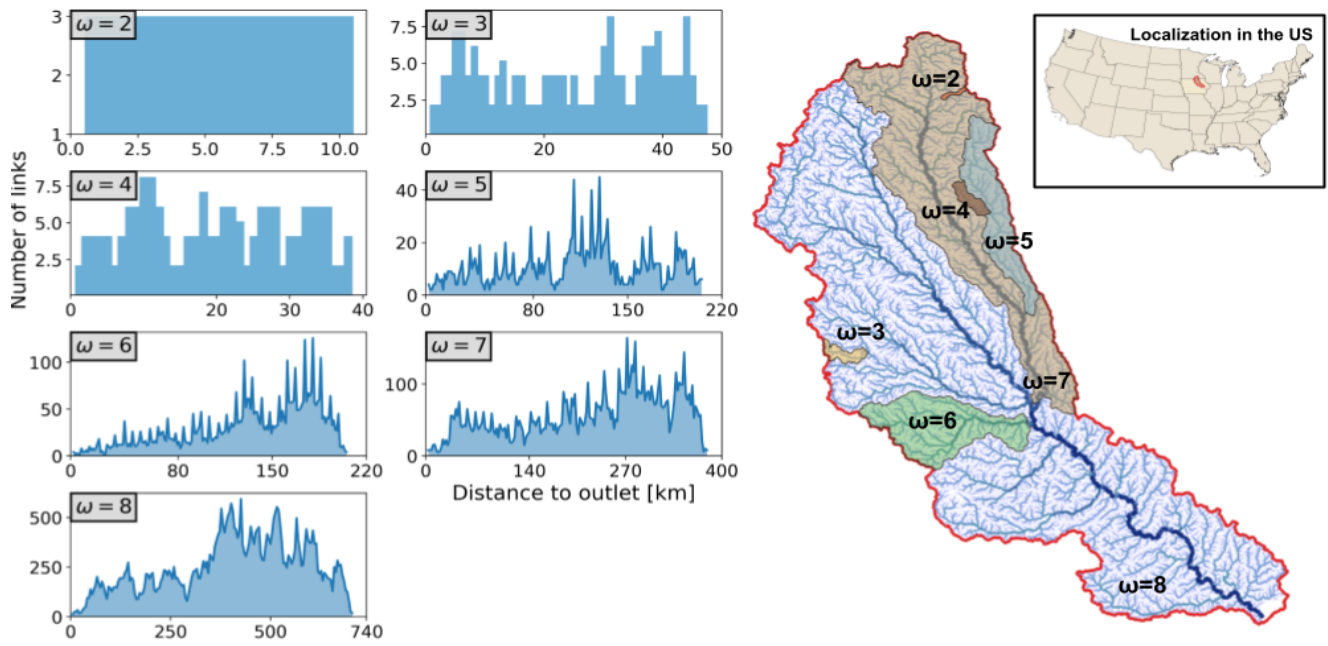 ω = 2
3
2
1
0.0 2.5 5.0 7.5 10.0
ω = 3
7.5
5.0
2.5
0 20 40 50
Number of links
ω = 4
7.5
5.0
2.5
0 10 20 30 40
ω = 5
40
20
0
0 80 150 220
ω = 6
100
50
0
0 80 150 220
ω = 7
100
0
0 140 270 400
Distance to outlet [km]
ω = 8
500
250
0
0 250 500 740
ω=2
ω=4
ω=5
ω=3
ω=7
ω=6
ω=8
Localization in the US